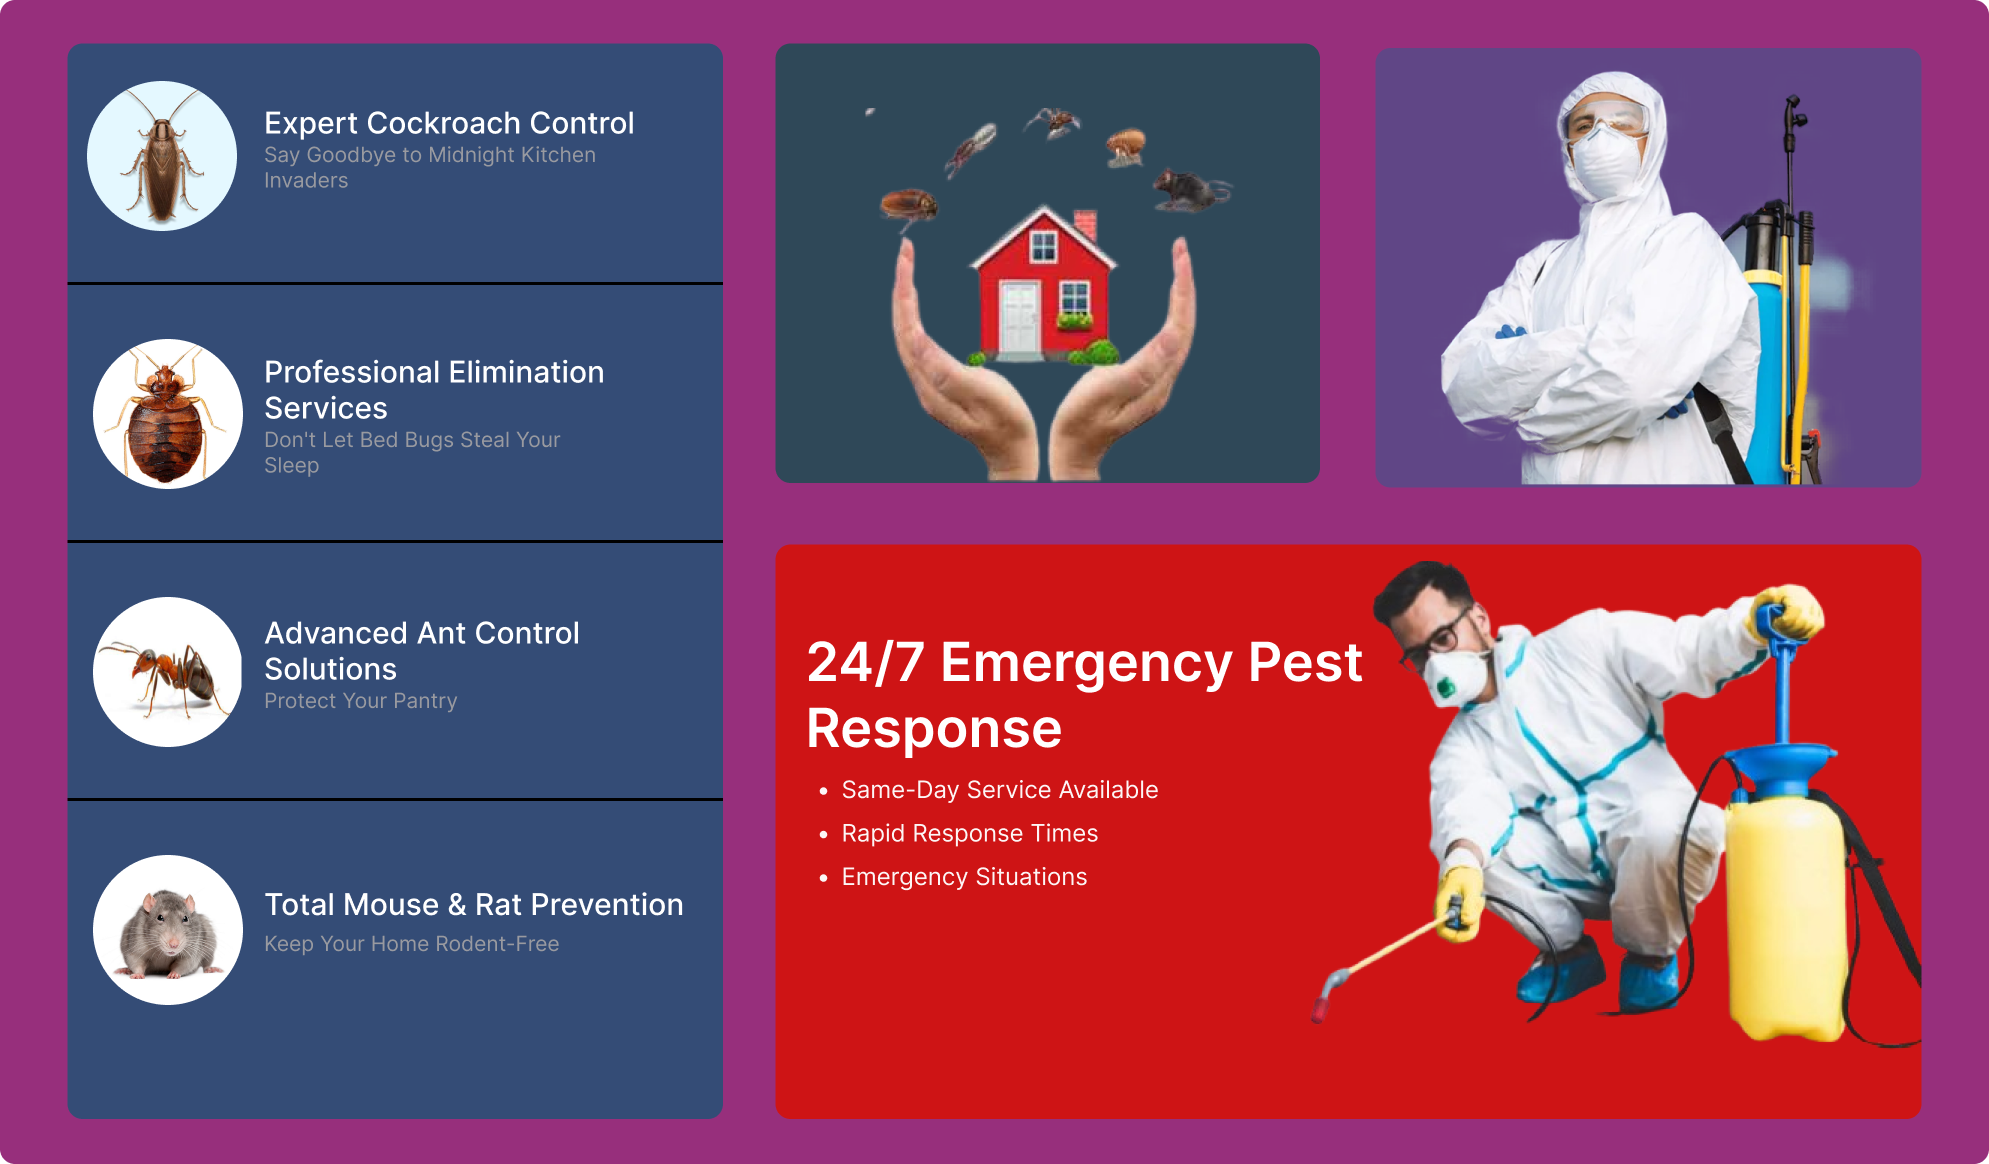 Expert Cockroach Control
Say Goodbye to Midnight Kitchen
Invaders
Professional Elimination
Services
Don't Let Bed Bugs Steal Your
Sleep
Advanced Ant Control
Solutions
Protect Your Pantry
Total Mouse & Rat Prevention
Keep Your Home Rodent-Free
24/7 Emergency Pest
Response
• Same-Day Service Available
• Rapid Response Times
• Emergency Situations